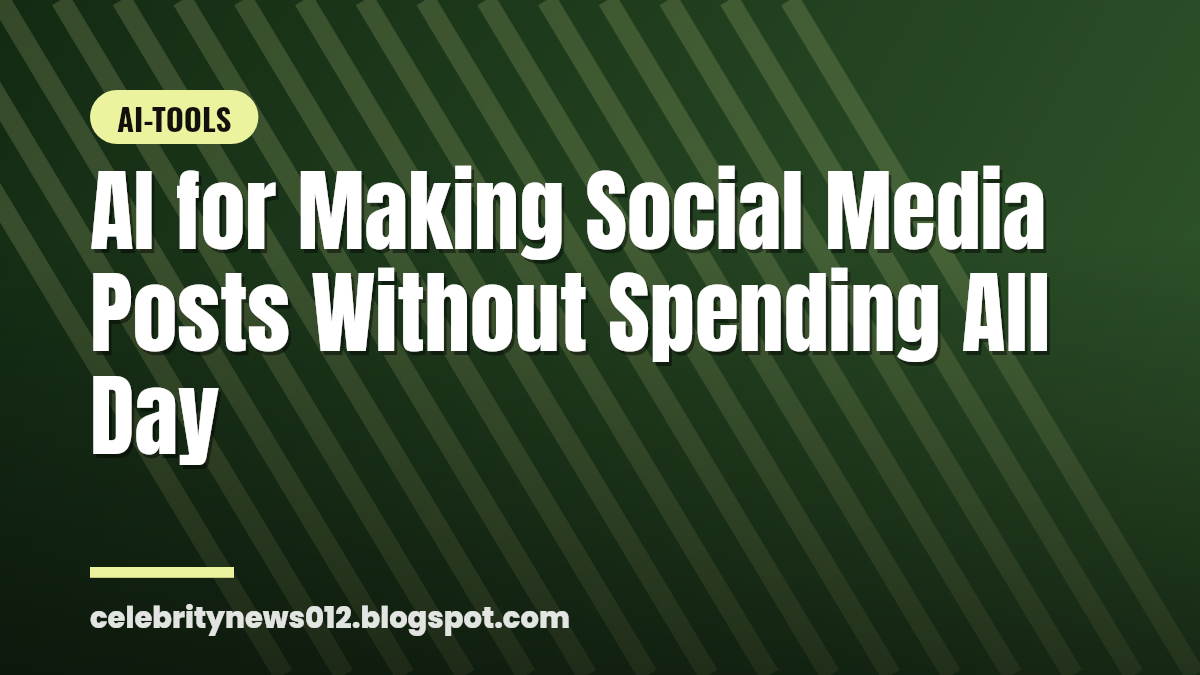 AI-TOOLS
AI for Making Social Media
Posts Without Spending All
Day
celebritynews012.blogspot.com